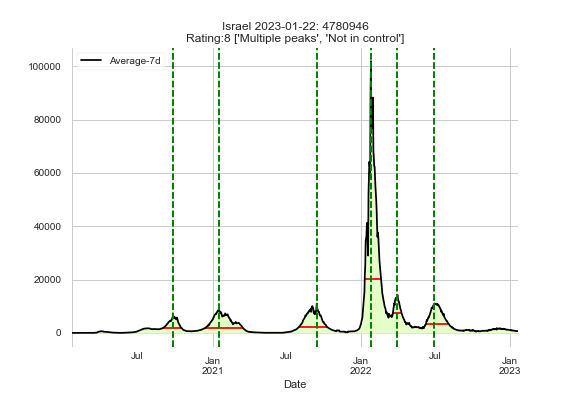 Israel 2023-01-22: 4780946
Rating:8 ['Multiple peaks', 'Not in control']
Average-7d
100000
80000
60000
40000
20000
0
Jul
Jan
2021
Jul
Jan
2022
Jul
Jan
2023
Date